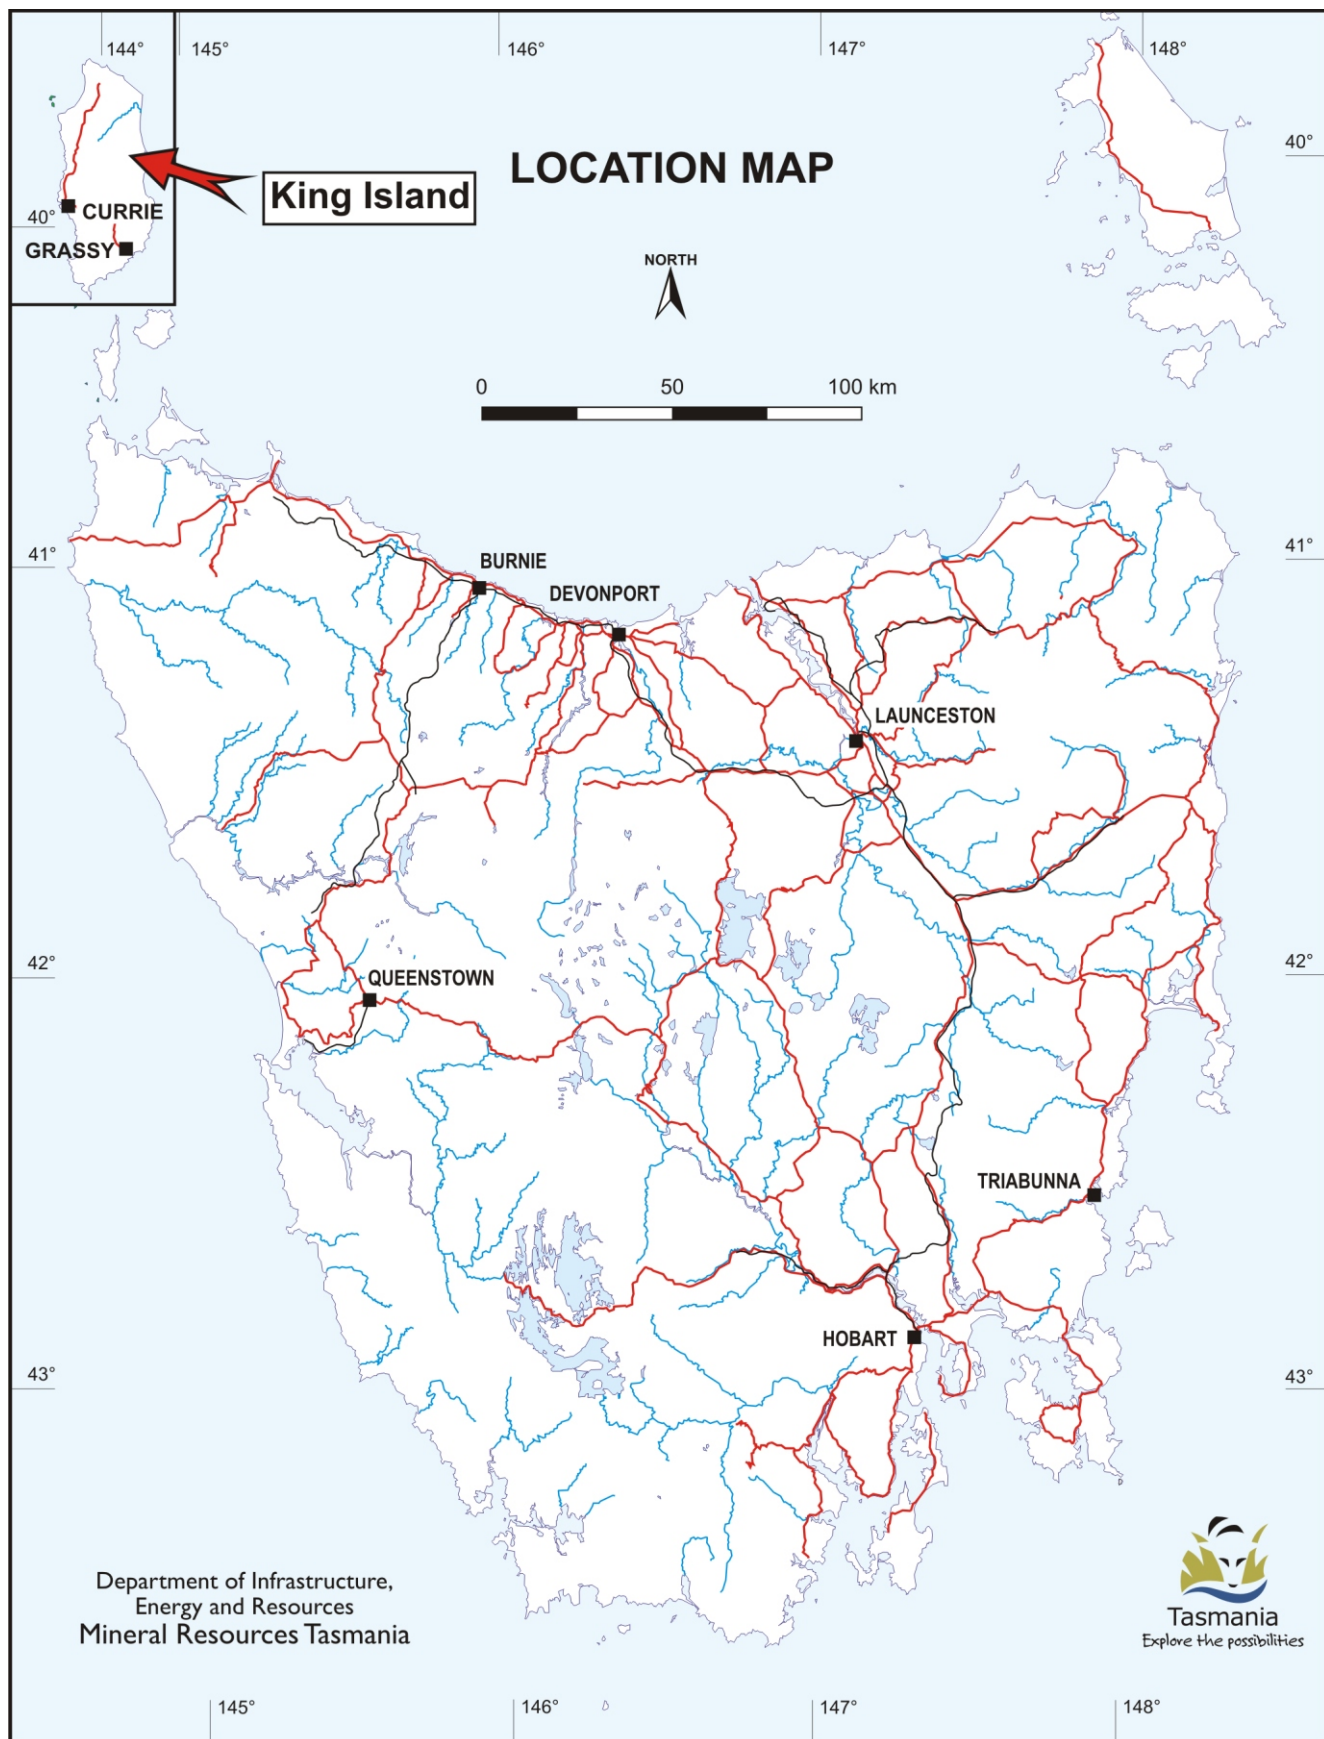 144°
145°
146°
147°
148°
40°
LOCATION MAP
King Island
CURRIE
40°
GRASSY
NORTH
0 50 100 km
41°
BURNIE
DEVONPORT
41°
LAUNCESTON
42°
QUEENSTOWN
42°
TRIABUNNA
HOBART
43°
43°
Department of Infrastructure,
Energy and Resources
Mineral Resources Tasmania
Tasmania
Explore the possibilities
145°
146°
147°
148°